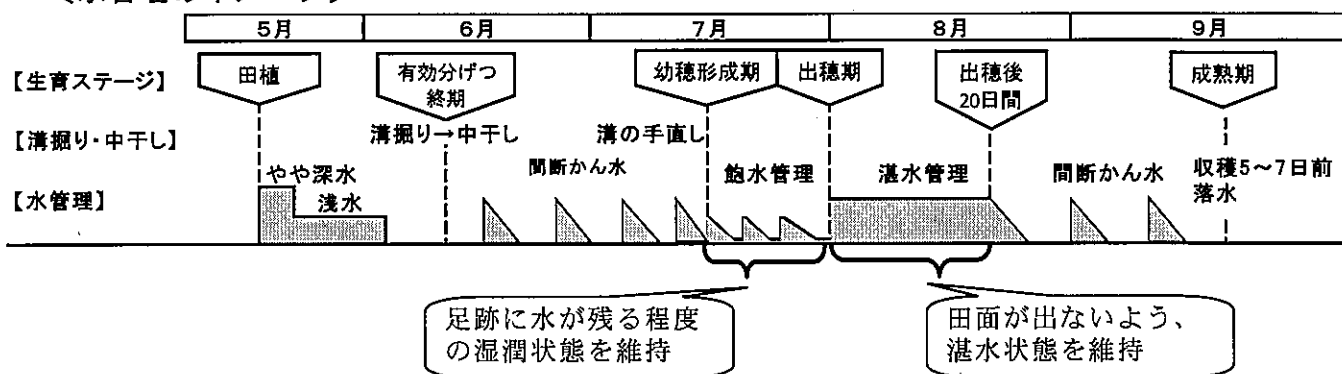 5月 6月 7月 8月 9月
【生育ステージ】 田植 有効分げつ終期 幼穂形成期 出穂期 出穂後20日間 成熟期
【溝掘り・中干し】 溝掘り→中干し 溝の手直し
【水管理】 やや深水 浅水 間断かん水 飽水管理 湛水管理 間断かん水 収穫5～7日前落水
足跡に水が残る程度
の湿潤状態を維持
田面が出ないよう、
湛水状態を維持